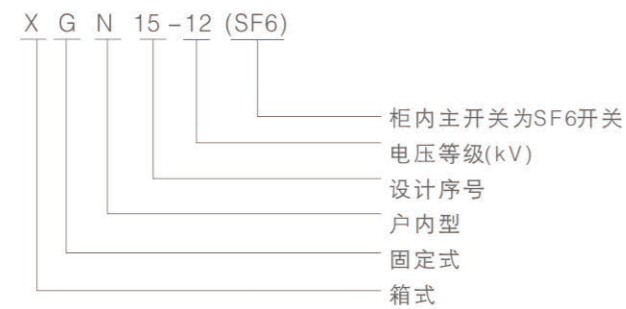 X G N 15-12 (SF6)
柜内主开关为SF6开关
电压等级(kV)
设计序号
户内型
固定式
箱式